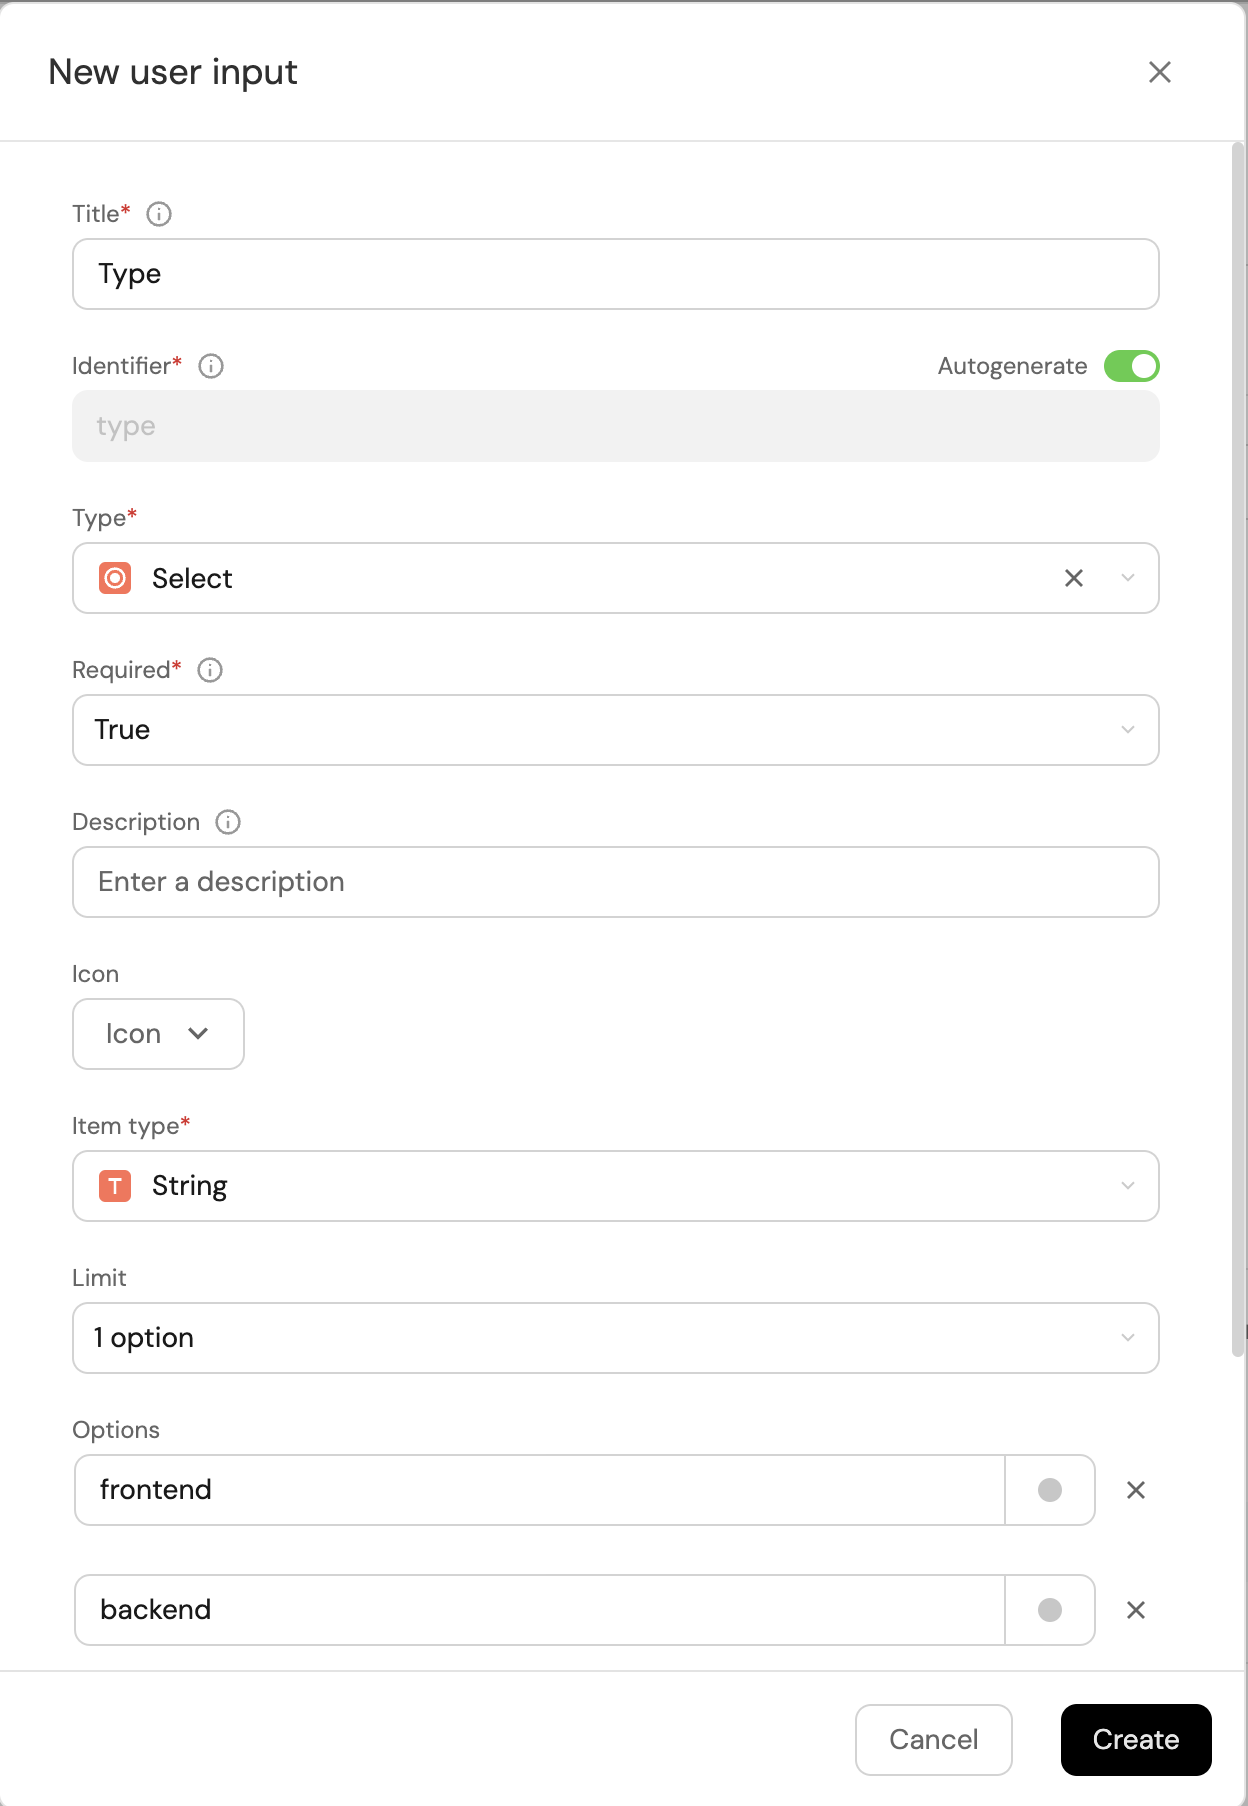 New user input
Title*
Type
Identifier*
Autogenerate
type
Type*
Select
Required*
True
Description
Enter a description
Icon
Icon
Item type*
T String
Limit
1 option
Options
frontend
backend
Cancel
Create